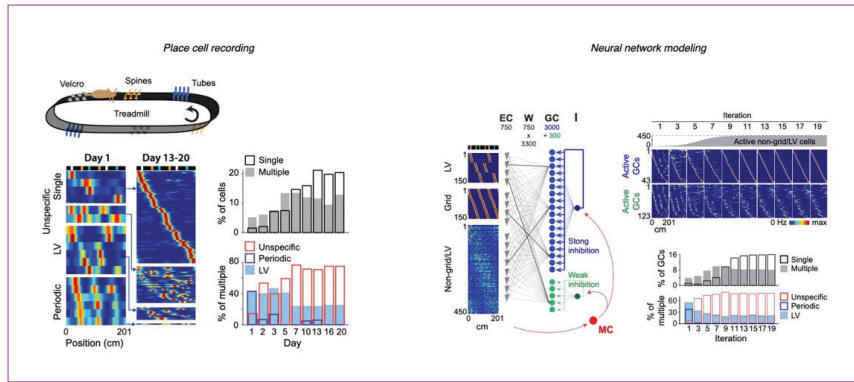 Place cell recording
Velcro
Spines
Tubes
Treadmill
Day 1
Day 13-20
Single
Unspecific
LV
Periodic
0
201
Position (cm)
Single
Multiple
% of cells
20
10
0
Unspecific
Periodic
LV
% of multiple
80
40
0
1 2 3 5 7 10 13 16 20
Day
Neural network modeling
EC
W
GC
I
750
750
x
3300
3000
+ 300
LV
1
150
Grid
1
150
Non-grid/LV
1
450
0
201
cm
Strong
inhibition
Weak
inhibition
MC
Iteration
1 3 5 7 9 11 13 15 17 19
450
0
Active non-grid/LV cells
Active
GCs
1
43
Active
GCs
1
123
0 201
cm
0 Hz
max
% of GCs
16
8
0
Single
Multiple
% of
multiple
60
30
0
Unspecific
Periodic
LV
1 3 5 7 9 11 13 15 17 19
Iteration